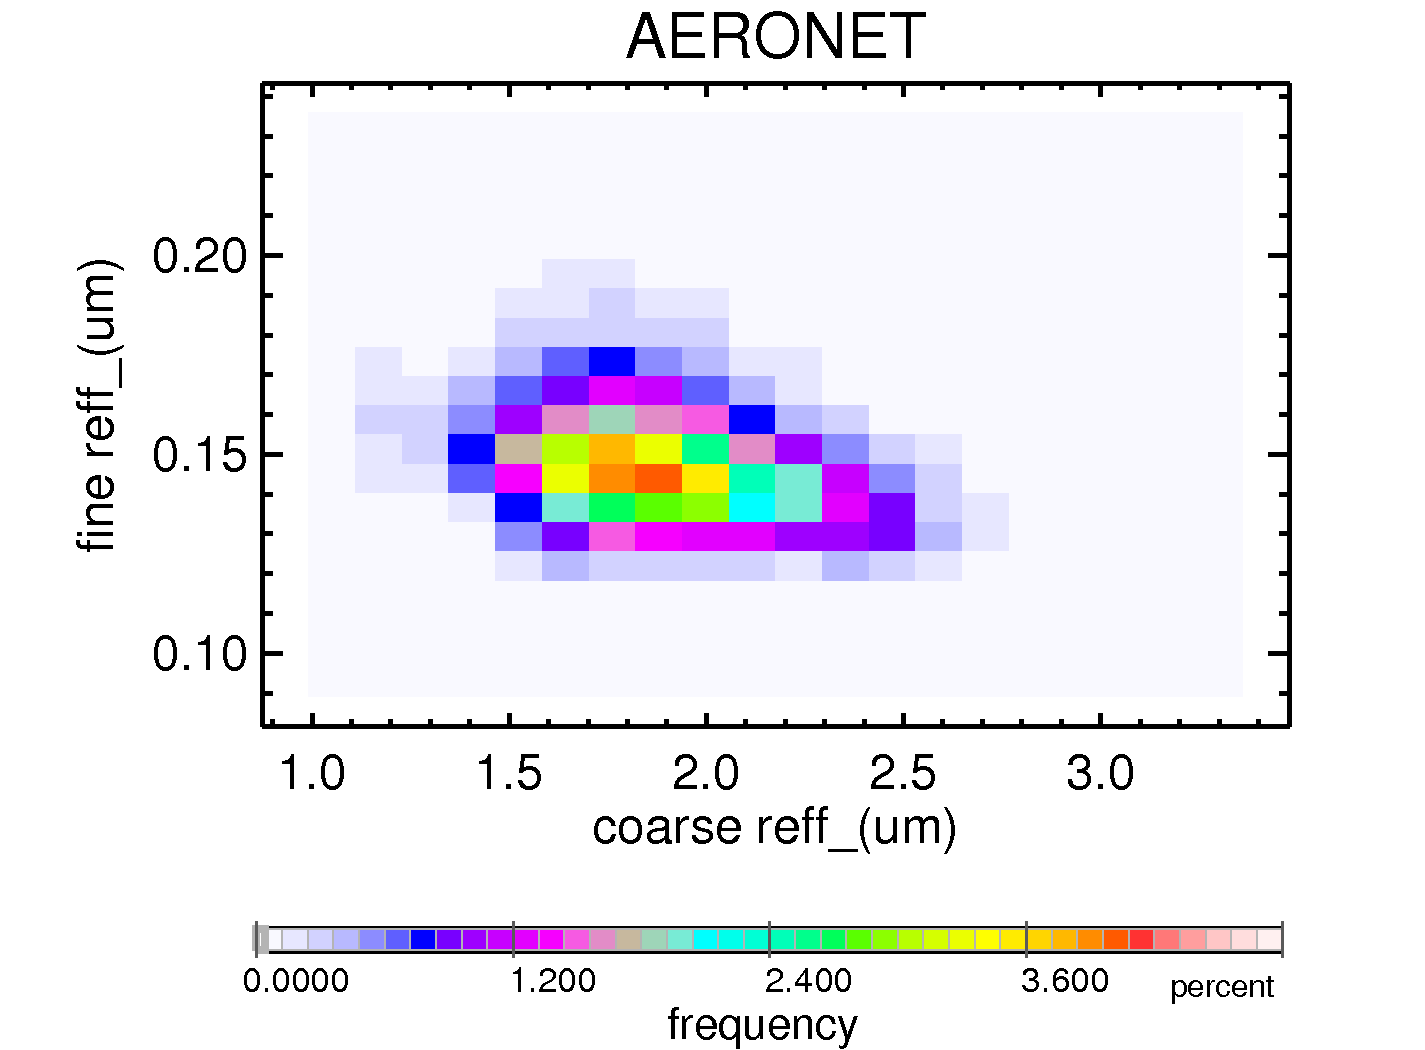 AERONET
fine reff_(um)
0.20
0.15
0.10
1.0 1.5 2.0 2.5 3.0
coarse reff_(um)
0.0000 1.200 2.400 3.600 percent
frequency